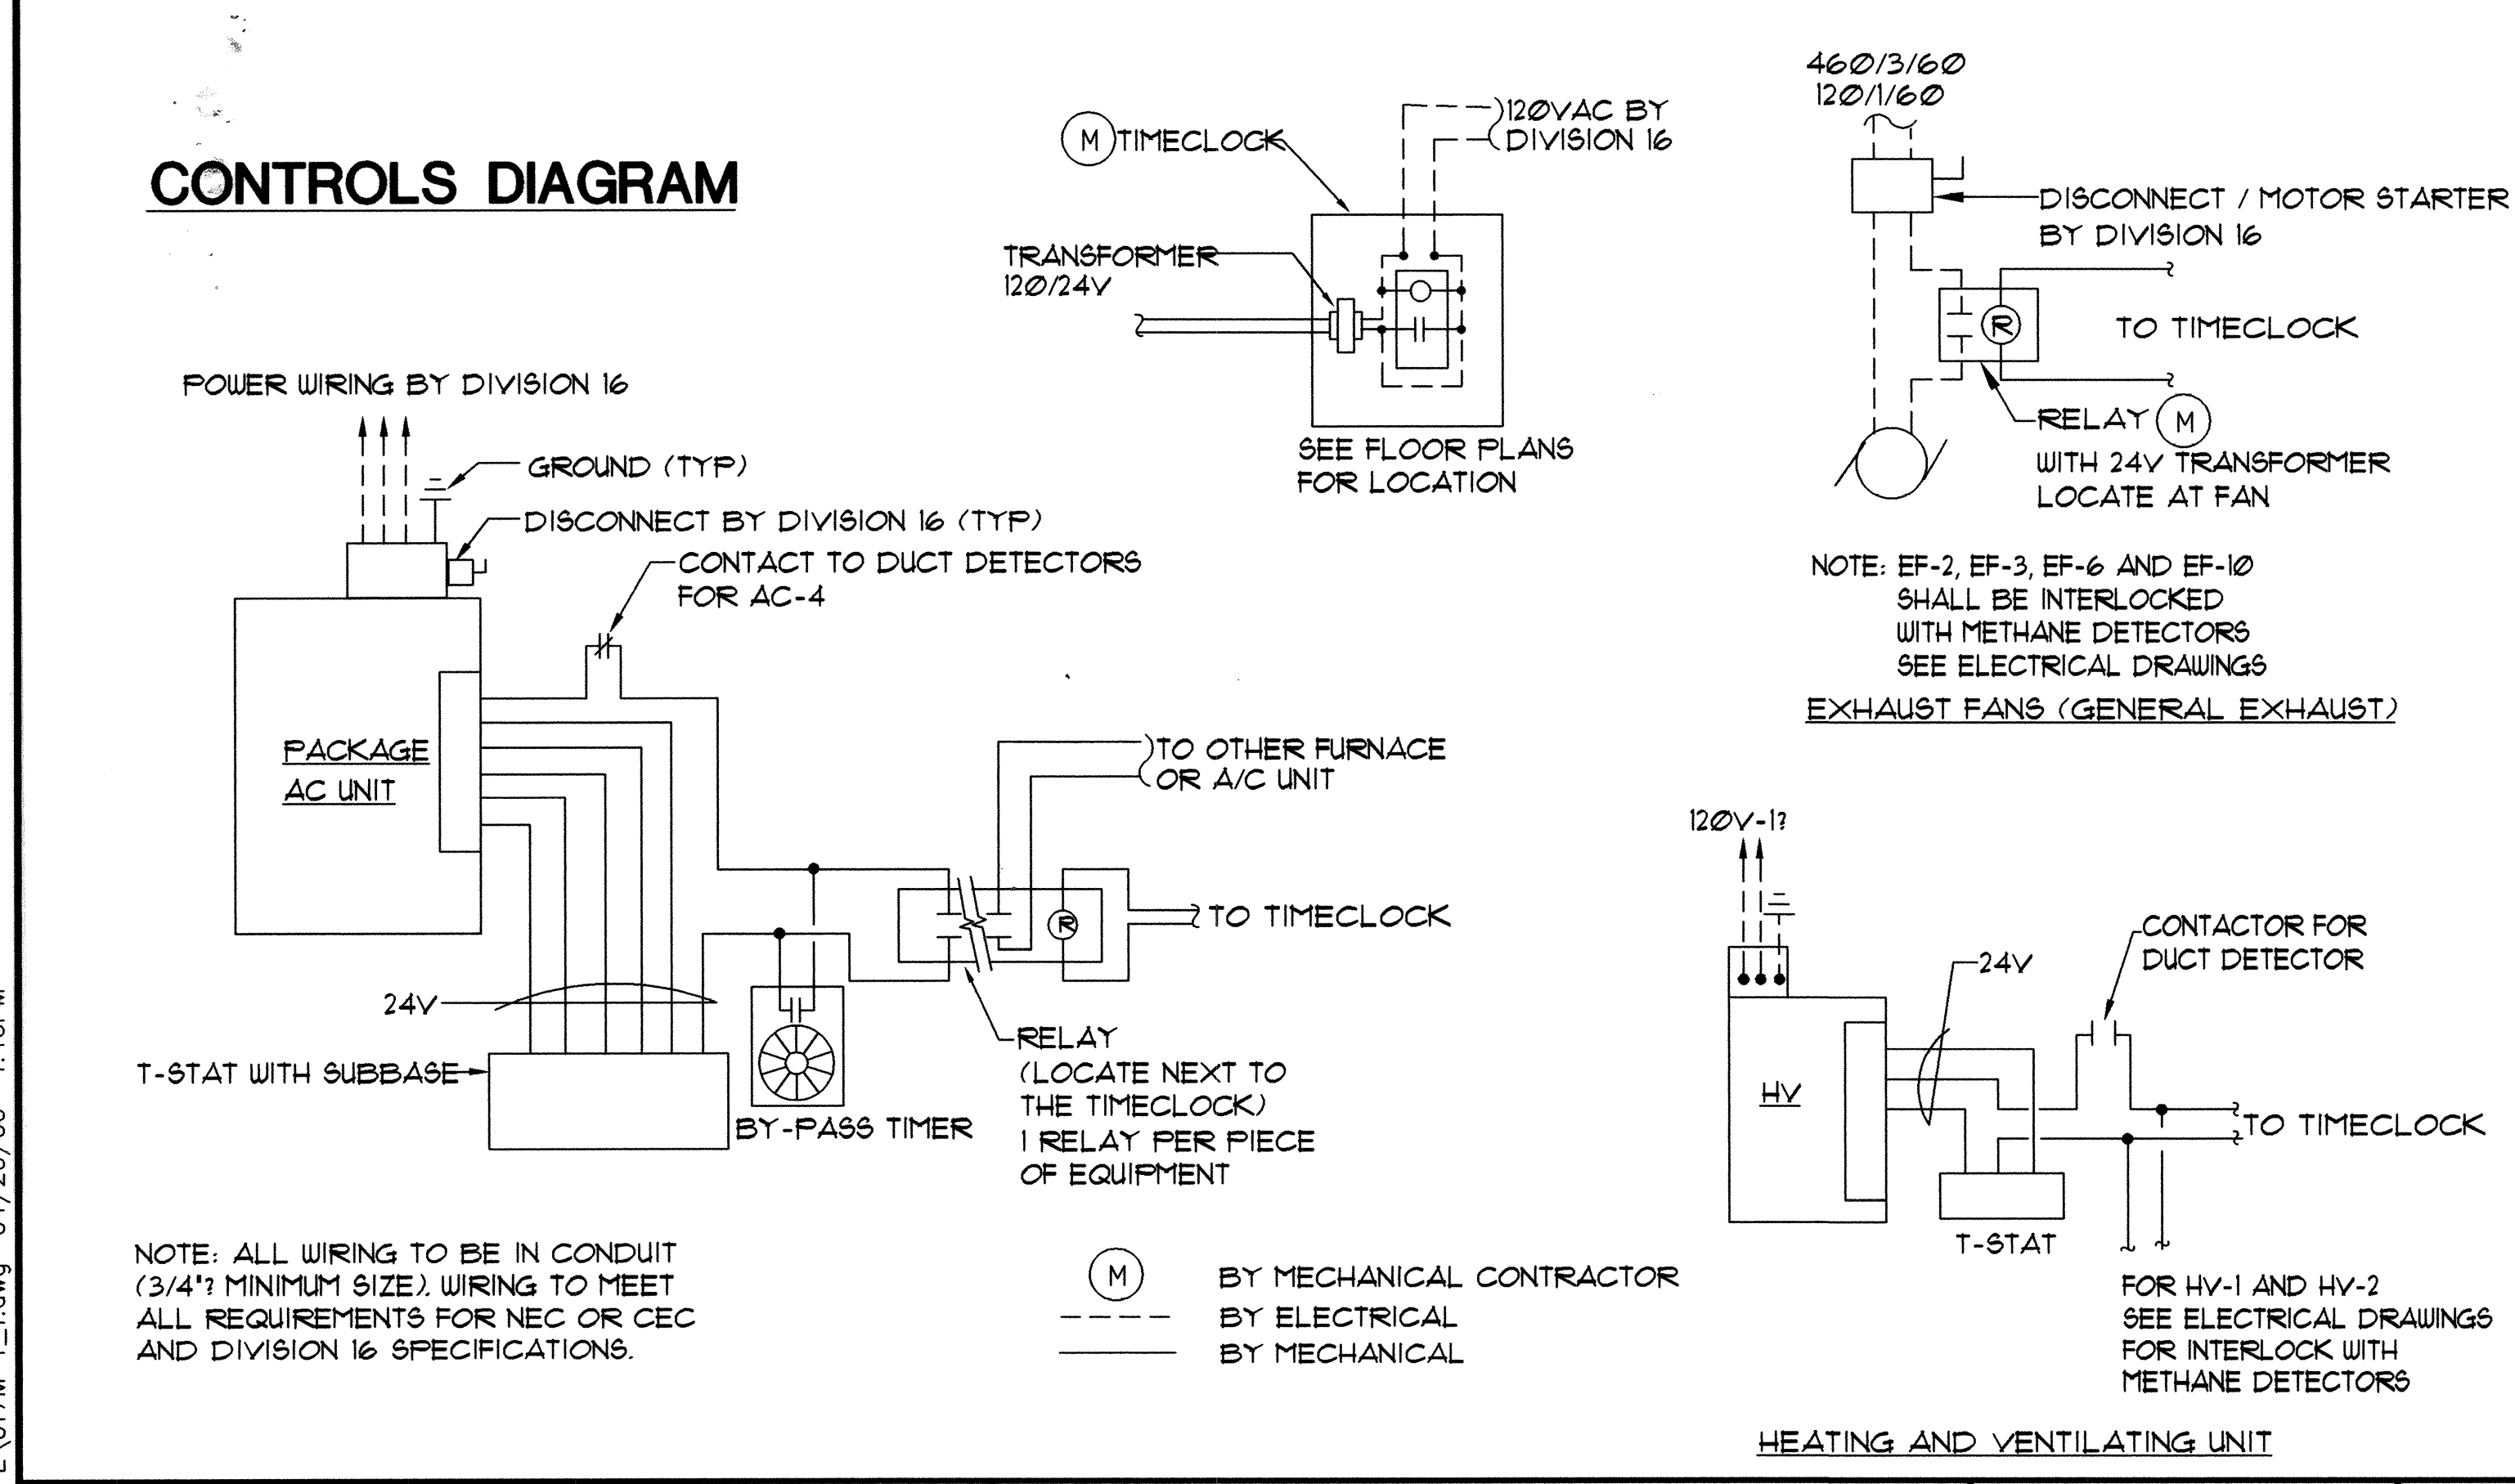 CONTROLS DIAGRAM
M TIMECLOCK
120VAC BY
DIVISION 16
TRANSFORMER
120/24V
SEE FLOOR PLANS
FOR LOCATION
460/3/60
120/1/60
DISCONNECT / MOTOR STARTER
BY DIVISION 16
R
TO TIMECLOCK
RELAY M
WITH 24V TRANSFORMER
LOCATE AT FAN
NOTE: EF-2, EF-3, EF-6 AND EF-10
SHALL BE INTERLOCKED
WITH METHANE DETECTORS
SEE ELECTRICAL DRAWINGS
EXHAUST FANS (GENERAL EXHAUST)
POWER WIRING BY DIVISION 16
GROUND (TYP)
DISCONNECT BY DIVISION 16 (TYP)
CONTACT TO DUCT DETECTORS
FOR AC-4
PACKAGE
AC UNIT
TO OTHER FURNACE
OR A/C UNIT
R
TO TIMECLOCK
24V
T-STAT WITH SUBBASE
BY-PASS TIMER
RELAY
(LOCATE NEXT TO
THE TIMECLOCK)
1 RELAY PER PIECE
OF EQUIPMENT
120V-1?
CONTACTOR FOR
DUCT DETECTOR
24V
HV
TO TIMECLOCK
T-STAT
FOR HV-1 AND HV-2
SEE ELECTRICAL DRAWINGS
FOR INTERLOCK WITH
METHANE DETECTORS
HEATING AND VENTILATING UNIT
NOTE: ALL WIRING TO BE IN CONDUIT
(3/4"? MINIMUM SIZE). WIRING TO MEET
ALL REQUIREMENTS FOR NEC OR CEC
AND DIVISION 16 SPECIFICATIONS.
M BY MECHANICAL CONTRACTOR
BY ELECTRICAL
BY MECHANICAL